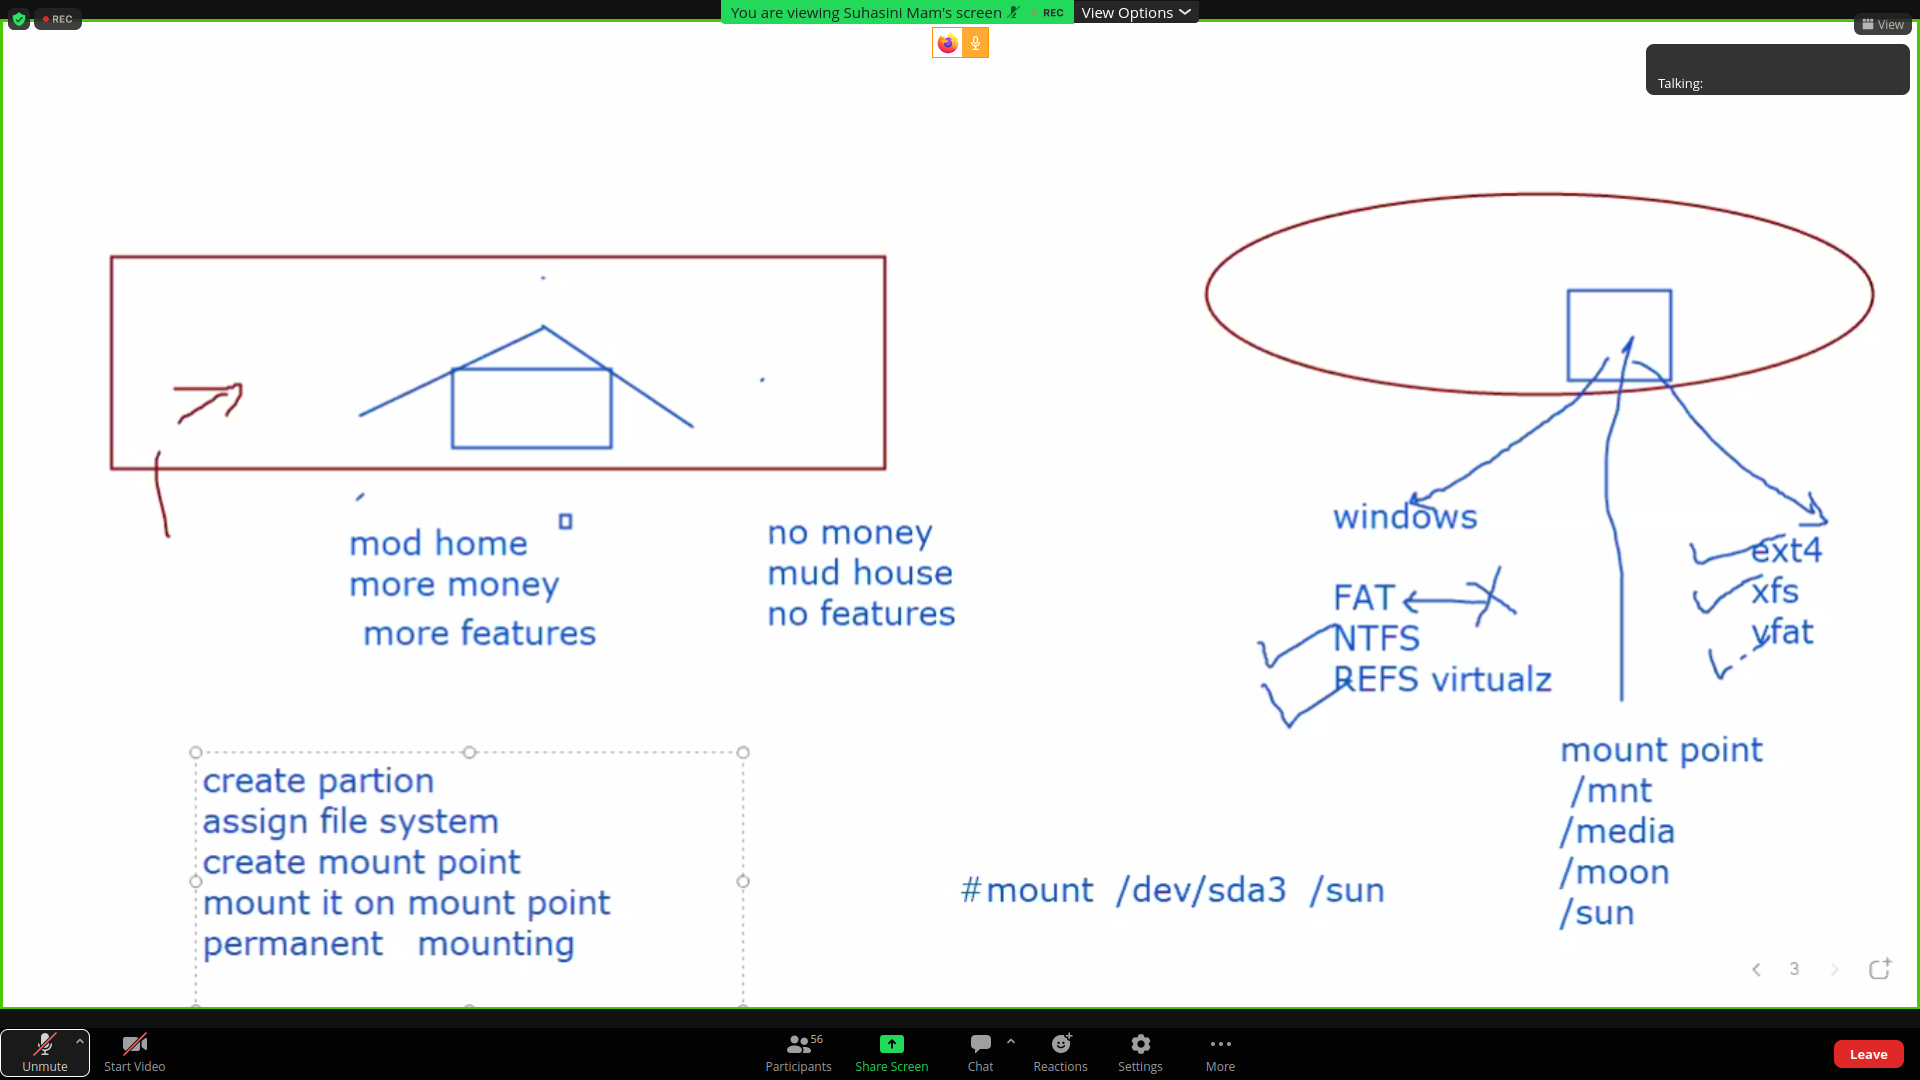 REC
You are viewing Suhasini Mam's screen
REC
View Options
View
Talking:
mod home
more money
more features
no money
mud house
no features
windows
FAT
NTFS
REFS virtualz
ext4
xfs
vfat
mount point
/mnt
/media
/moon
/sun
create partion
assign file system
create mount point
mount it on mount point
permanent mounting
#mount /dev/sda3 /sun
3
Unmute
Start Video
56
Participants
Share Screen
Chat
Reactions
Settings
More
Leave